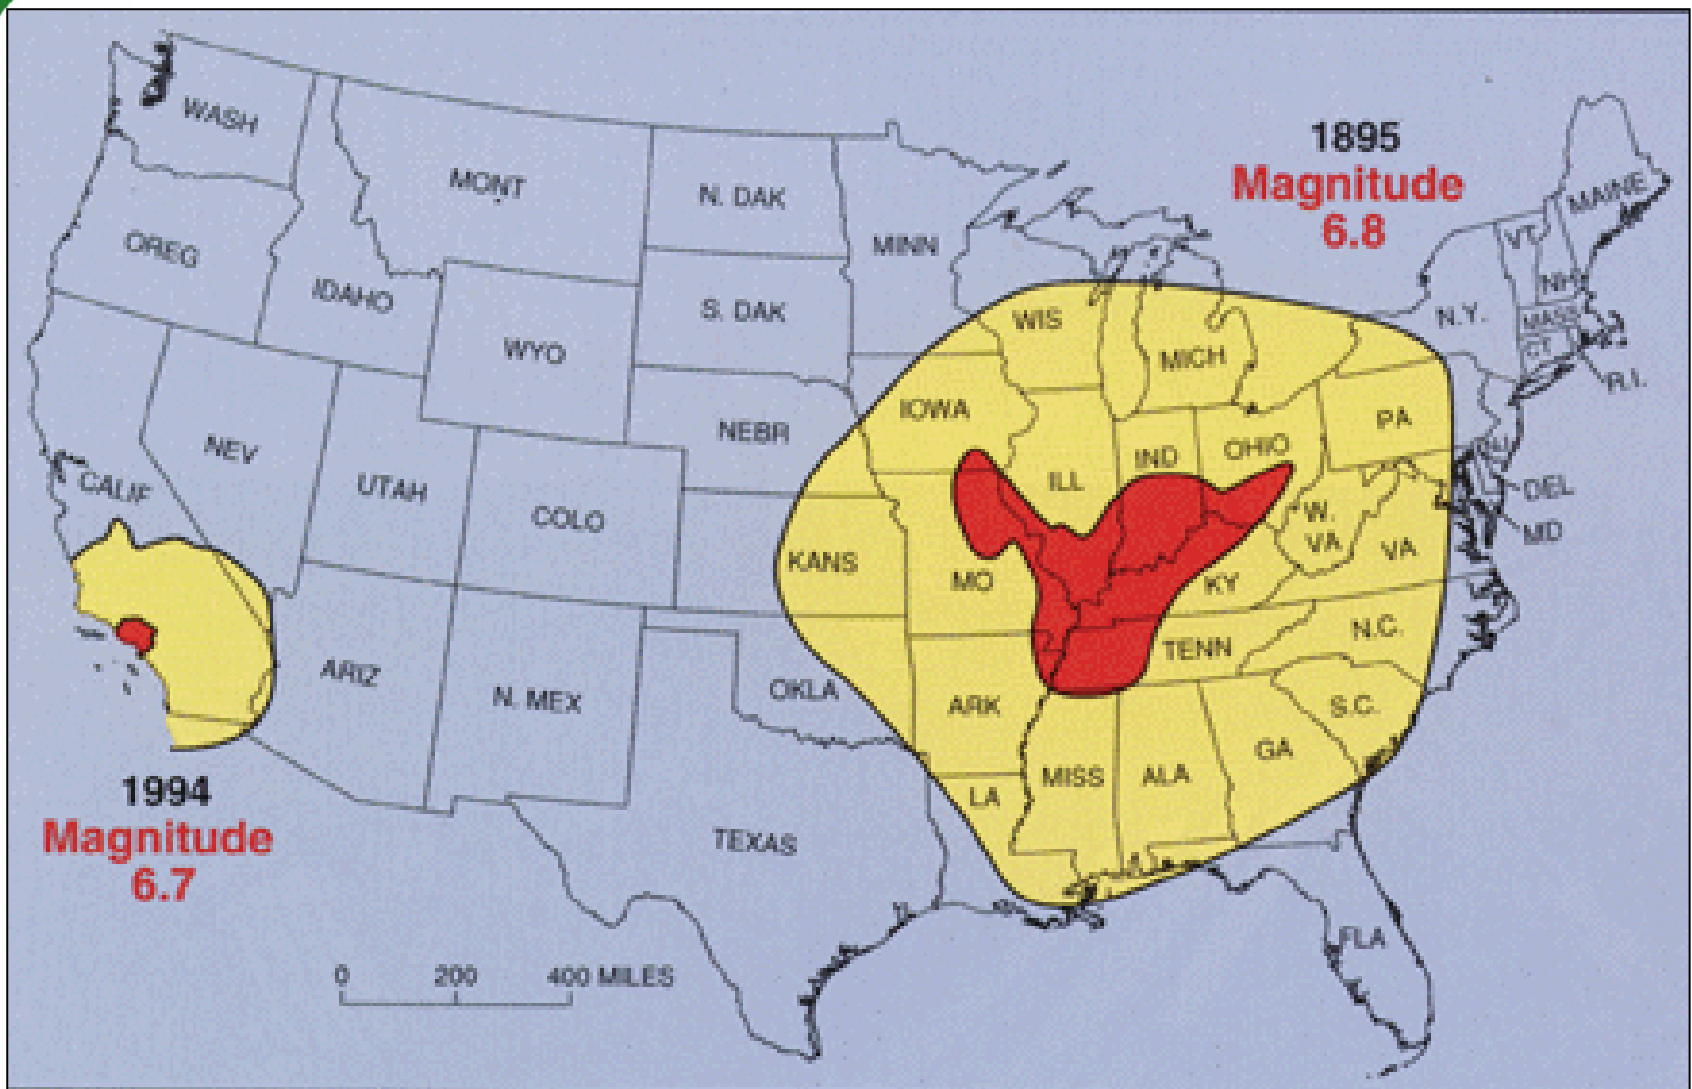 1895
Magnitude
6.8
WASH
MONT
N. DAK
MINN
MAINE
VT.
NH
OREG
IDAHO
S. DAK
WIS
N.Y.
MASS
CT
R.I.
WYO
MICH
IOWA
PA
NEBR
NEV
UTAH
CALIF
COLO
ILL
IND
OHIO
DEL
MD
W.
VA
VA
KANS
MO
KY
N.C.
TENN
ARIZ
N. MEX
OKLA
ARK
S.C.
GA
MISS
ALA
LA
1994
Magnitude
6.7
TEXAS
FLA
0 200 400 MILES